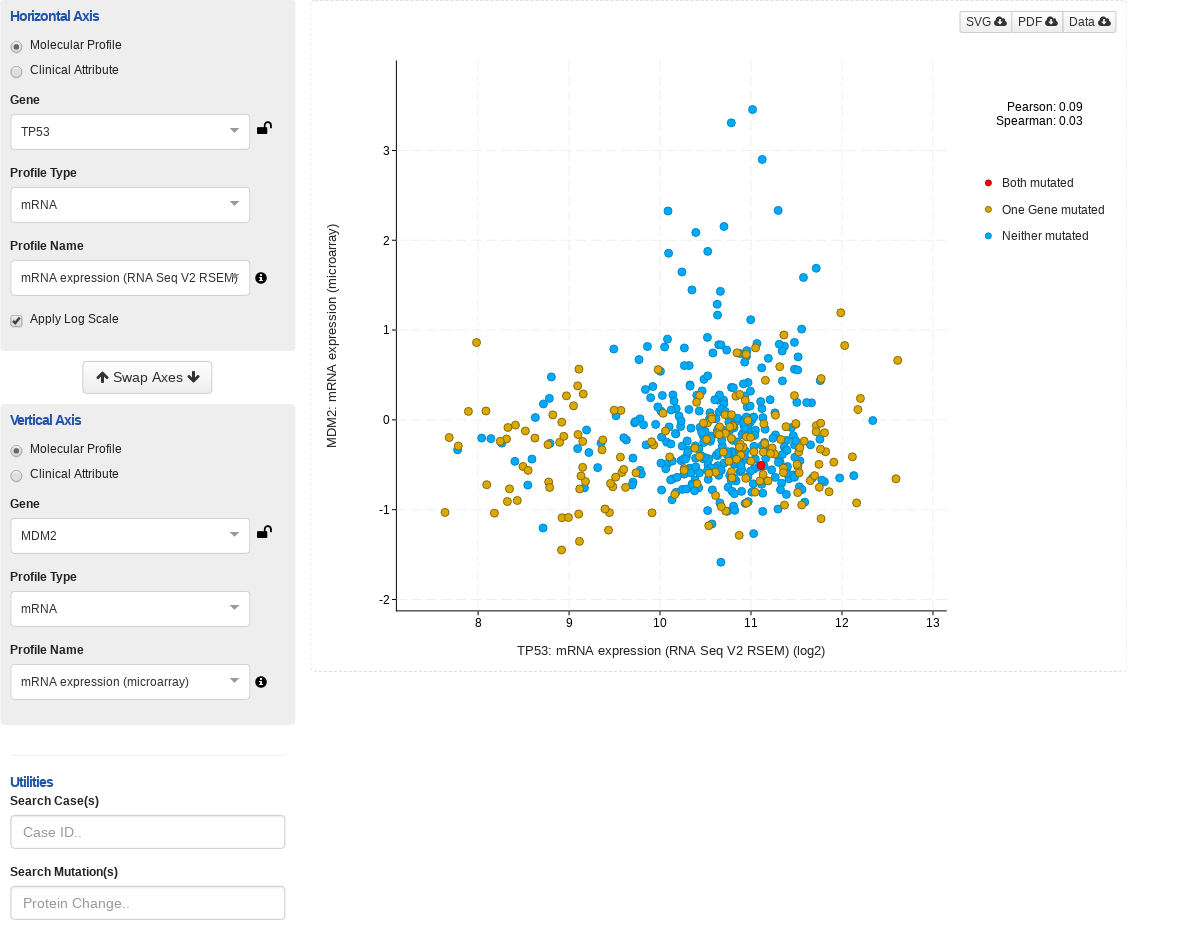 Horizontal Axis
Molecular Profile
Clinical Attribute
Gene
TP53
Profile Type
mRNA
Profile Name
mRNA expression (RNA Seq V2 RSEM)
Apply Log Scale
Swap Axes
Vertical Axis
Molecular Profile
Clinical Attribute
Gene
MDM2
Profile Type
mRNA
Profile Name
mRNA expression (microarray)
Utilities
Search Case(s)
Case ID..
Search Mutation(s)
Protein Change..
SVG PDF Data
Pearson: 0.09
Spearman: 0.03
Both mutated
One Gene mutated
Neither mutated
MDM2: mRNA expression (microarray)
3
2
1
0
-1
-2
8 9 10 11 12 13
TP53: mRNA expression (RNA Seq V2 RSEM) (log2)